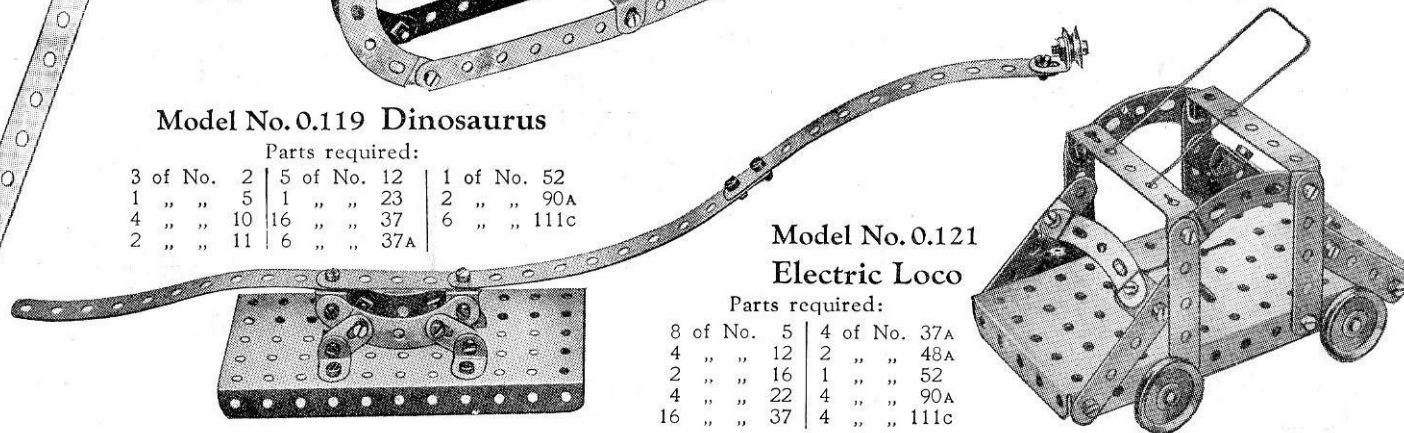 Model No. 0.119 Dinosaurus
Parts required:
3 of No. 2 | 5 of No. 12 | 1 of No. 52
1 „ „ 5 | 1 „ „ 23 | 2 „ „ 90A
4 „ „ 10 | 16 „ „ 37 | 6 „ „ 111C
2 „ „ 11 | 6 „ „ 37A |
Model No. 0.121
Electric Loco
Parts required:
8 of No. 5 | 4 of No. 37A
4 „ „ 12 | 2 „ „ 48A
2 „ „ 16 | 1 „ „ 52
4 „ „ 22 | 4 „ „ 90A
16 „ „ 37 | 4 „ „ 111C